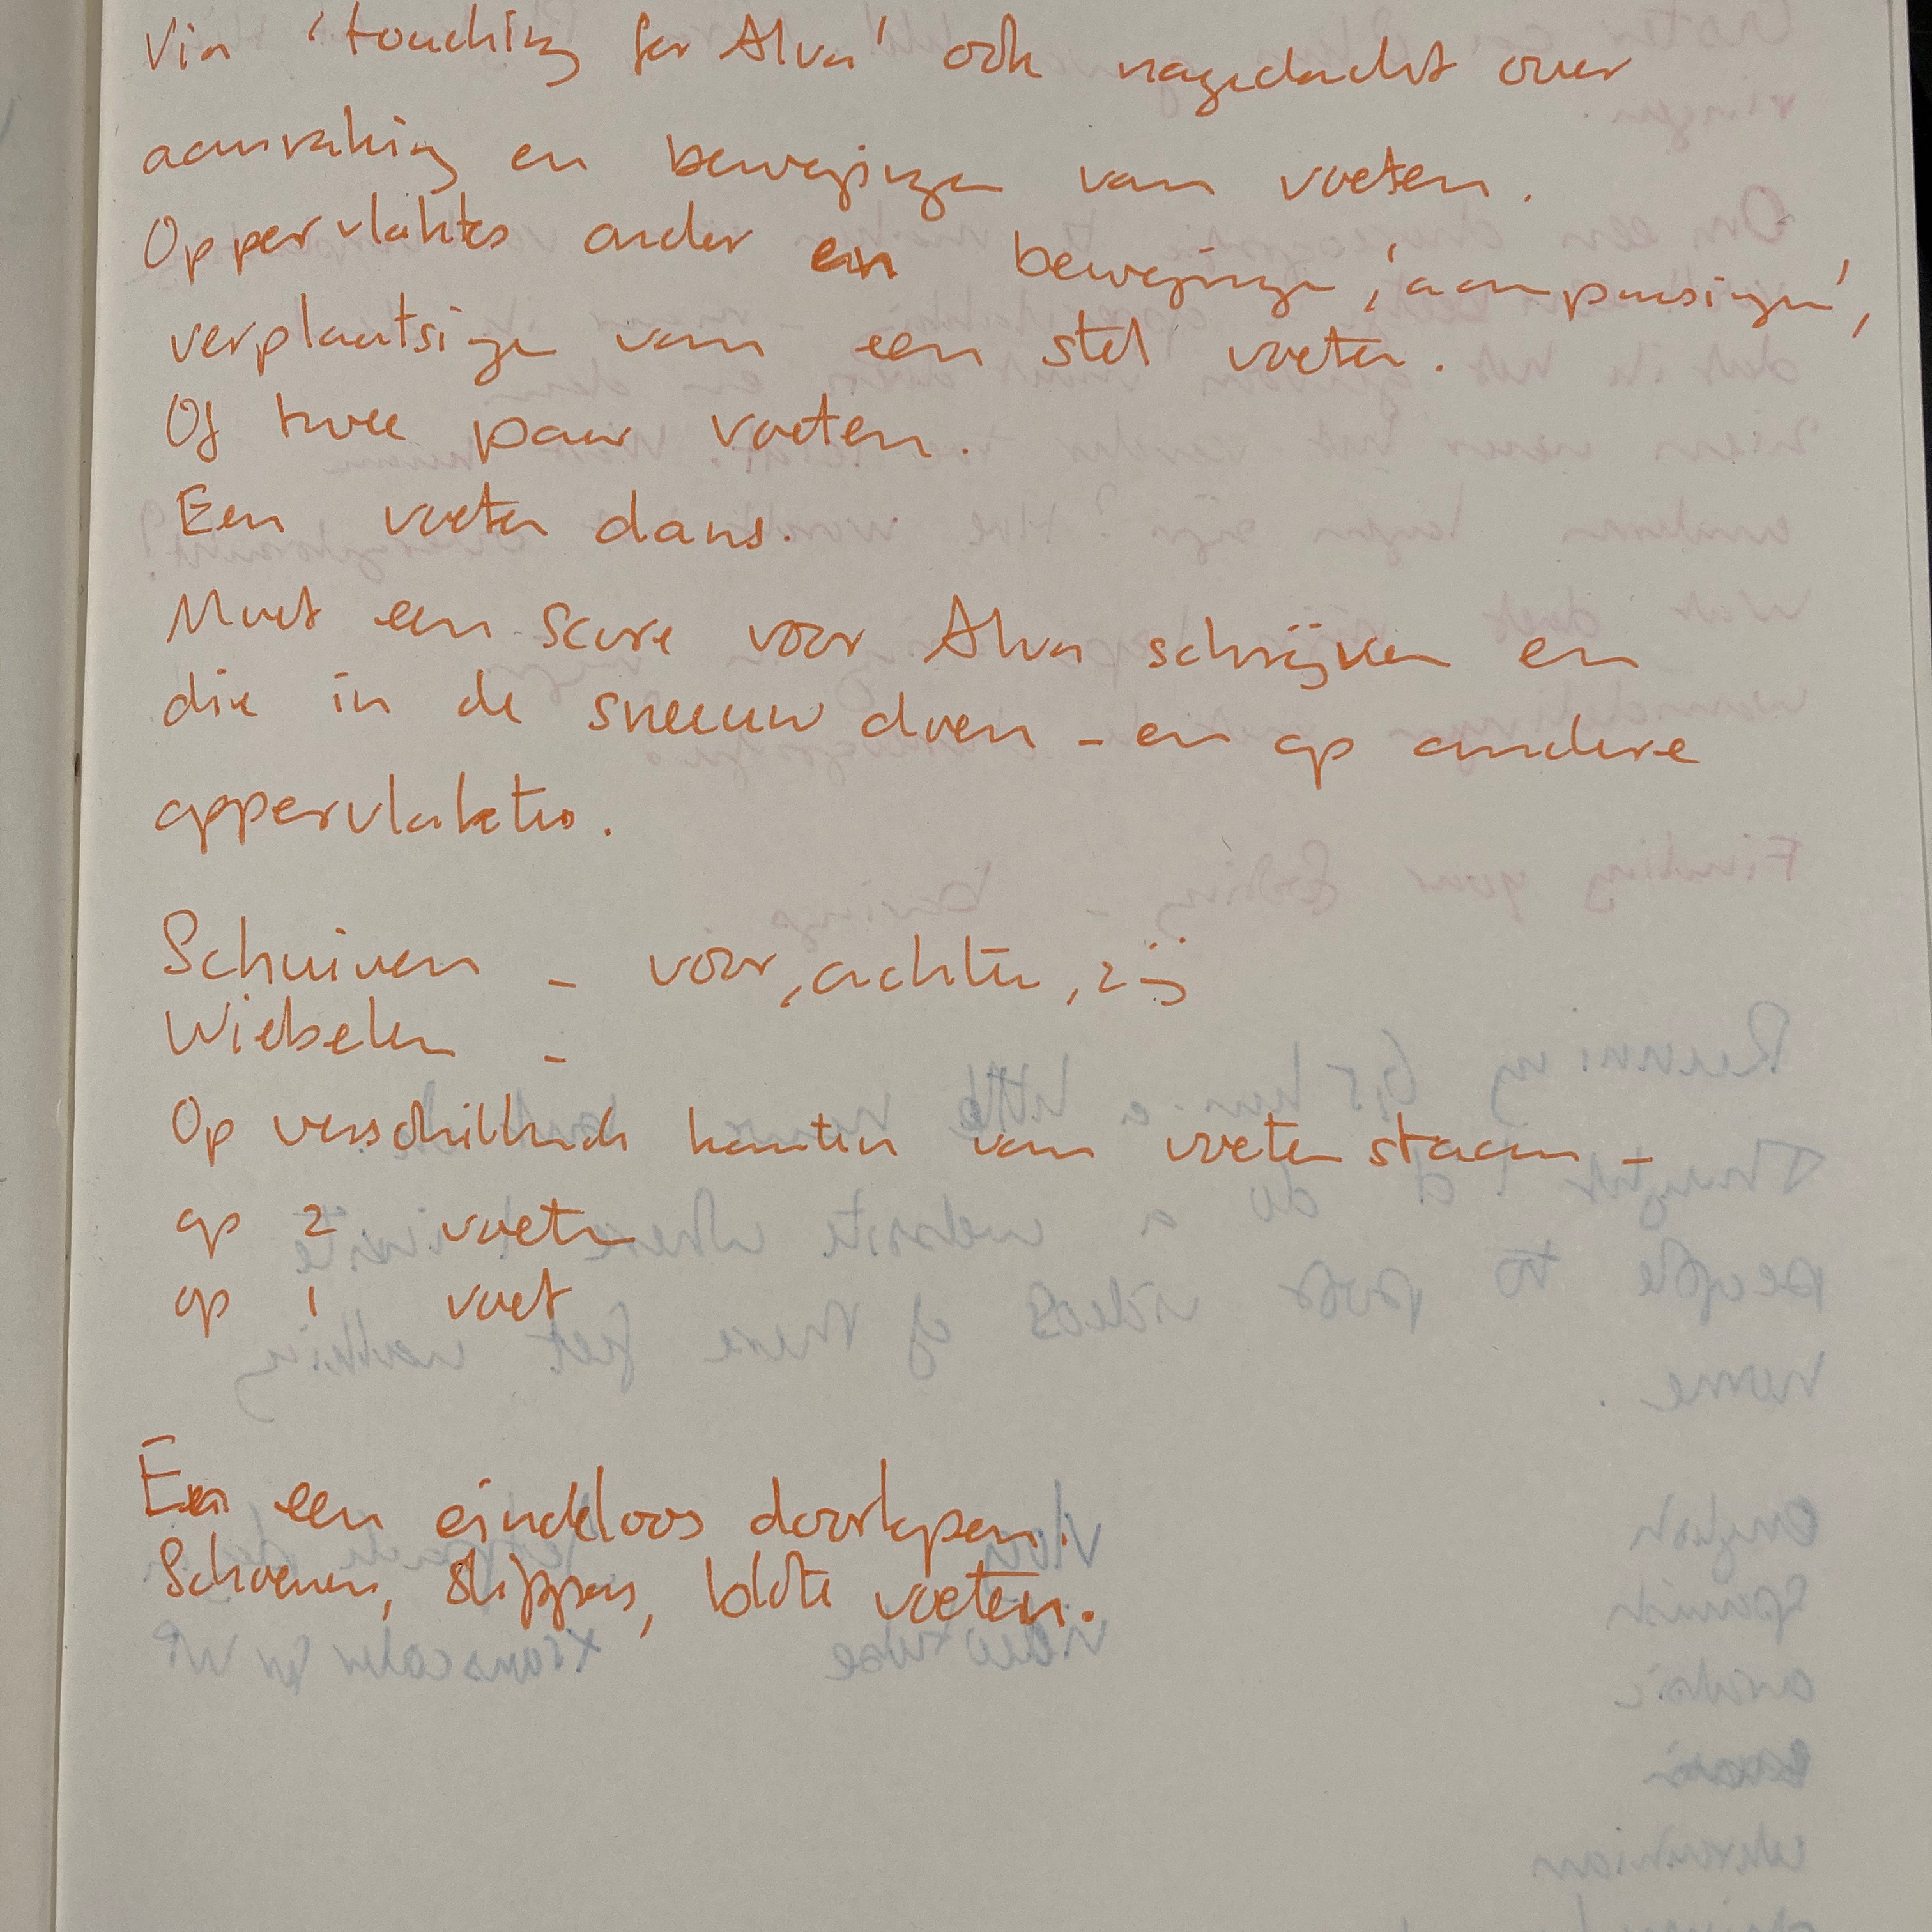 Via 'touching for Alva' ook nagedacht over
aanraking en bewegingen van voeten.
Oppervlaktes onder en bewegingen, 'aanpassingen',
verplaatsingen van een stel voeten.
Of twee paar voeten.
Een voeten dans.
Moet een score voor Alva schrijven en
die in de sneeuw doen - en op andere
oppervlaktes.
Schuiven - voor, achter, zij
Wiebelen -
Op verschillende kanten van voeten staan -
op 2 voeten
op 1 voet
En een eindeloos doorlopen.
Schoenen, slippers, blote voeten.